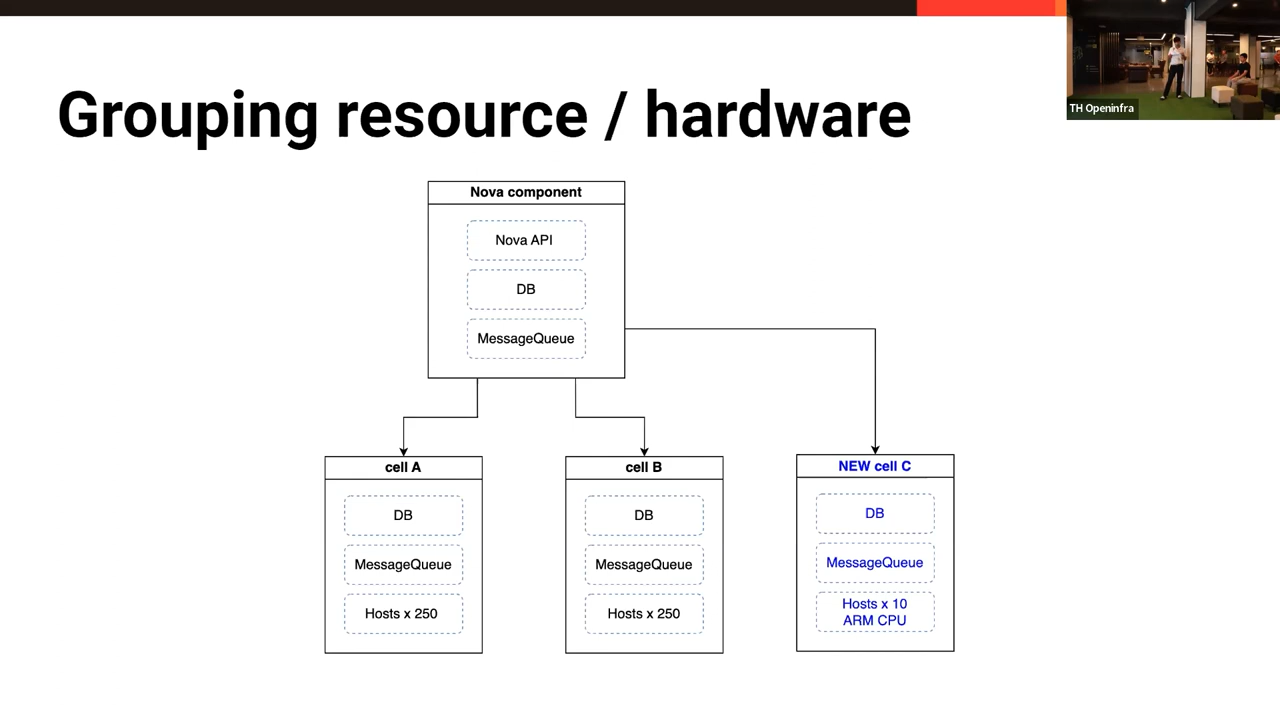 Grouping resource / hardware
TH Openinfra
Nova component
Nova API
DB
MessageQueue
cell A
DB
MessageQueue
Hosts x 250
cell B
DB
MessageQueue
Hosts x 250
NEW cell C
DB
MessageQueue
Hosts x 10
ARM CPU